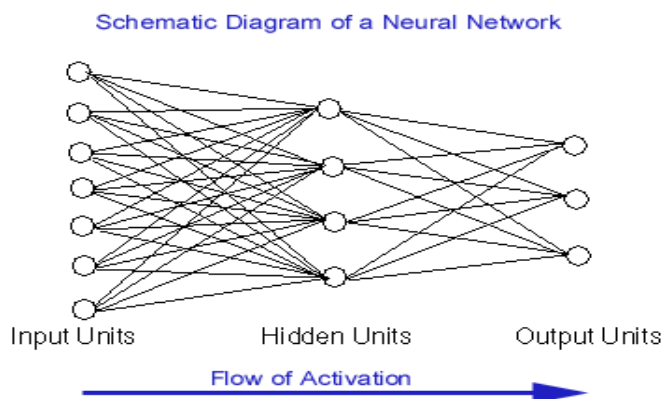 Schematic Diagram of a Neural Network
Input Units
Hidden Units
Output Units
Flow of Activation